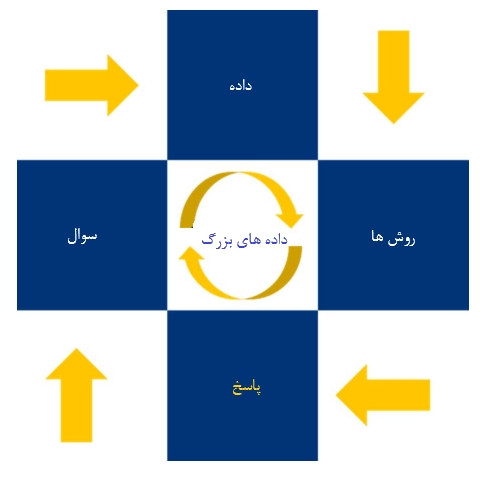 داده
سوال
داده های بزرگ
روش ها
پاسخ